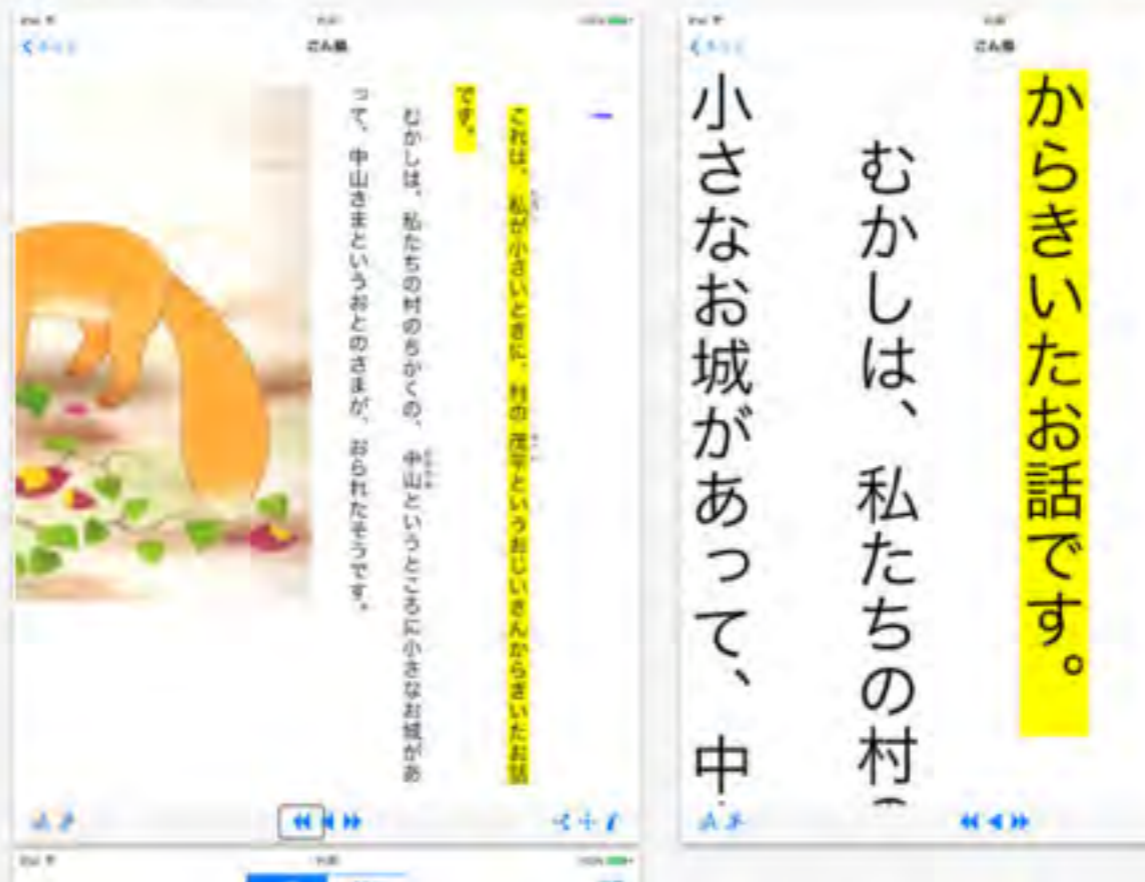 ごん狐
これは、私が小さいときに、村の茂平というおじいさんからきいたお話
です。
むかしは、私たちの村のちかくの、中山というところに小さなお城があ
って、中山さまというおとのさまが、おられたそうです。
ごん狐
からきいたお話です。
むかしは、私たちの村の
小さなお城があって、中